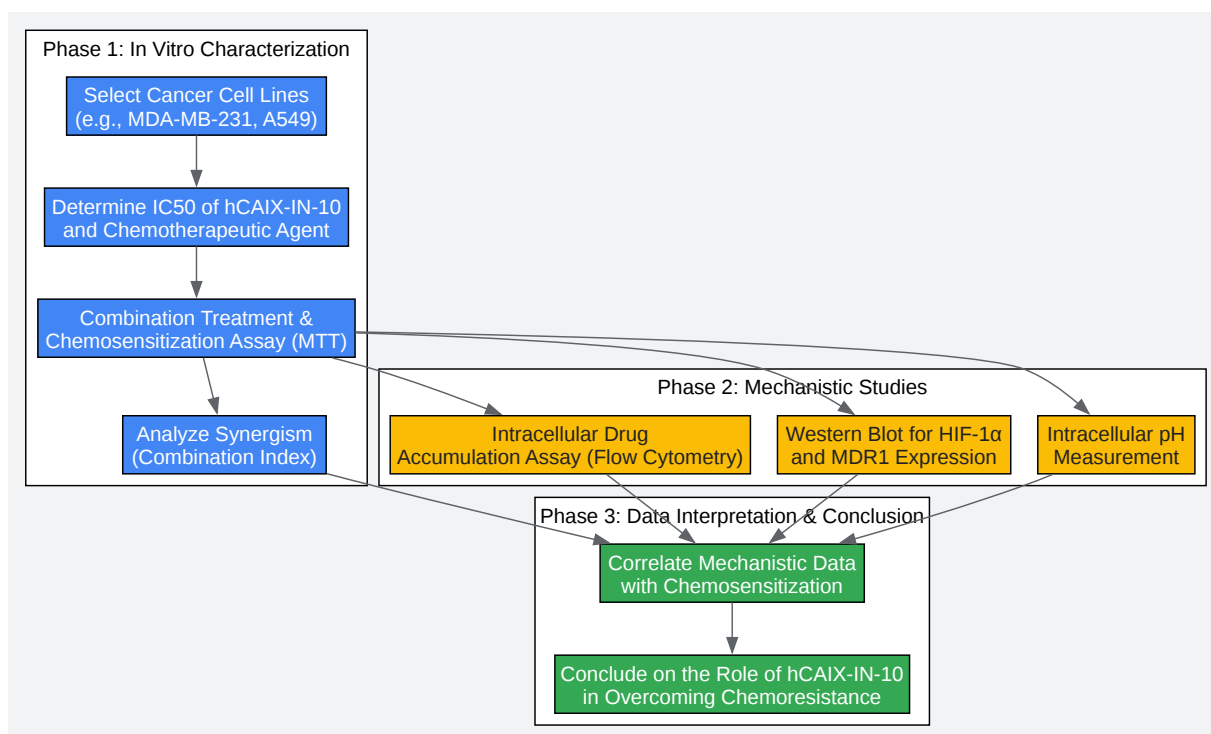 Phase 1: In Vitro Characterization
Select Cancer Cell Lines
(e.g., MDA-MB-231, A549)
Determine IC50 of hCAIX-IN-10
and Chemotherapeutic Agent
Combination Treatment &
Chemosensitization Assay (MTT)
Analyze Synergism
(Combination Index)
Phase 2: Mechanistic Studies
Intracellular Drug
Accumulation Assay (Flow Cytometry)
Western Blot for HIF-1α
and MDR1 Expression
Intracellular pH
Measurement
Phase 3: Data Interpretation & Conclusion
Correlate Mechanistic Data
with Chemosensitization
Conclude on the Role of hCAIX-IN-10
in Overcoming Chemoresistance